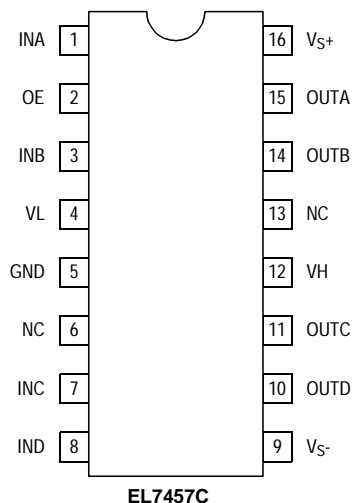 INA 1 16 VS+
OE 2 15 OUTA
INB 3 14 OUTB
VL 4 13 NC
GND 5 12 VH
NC 6 11 OUTC
INC 7 10 OUTD
IND 8 9 VS-
EL7457C